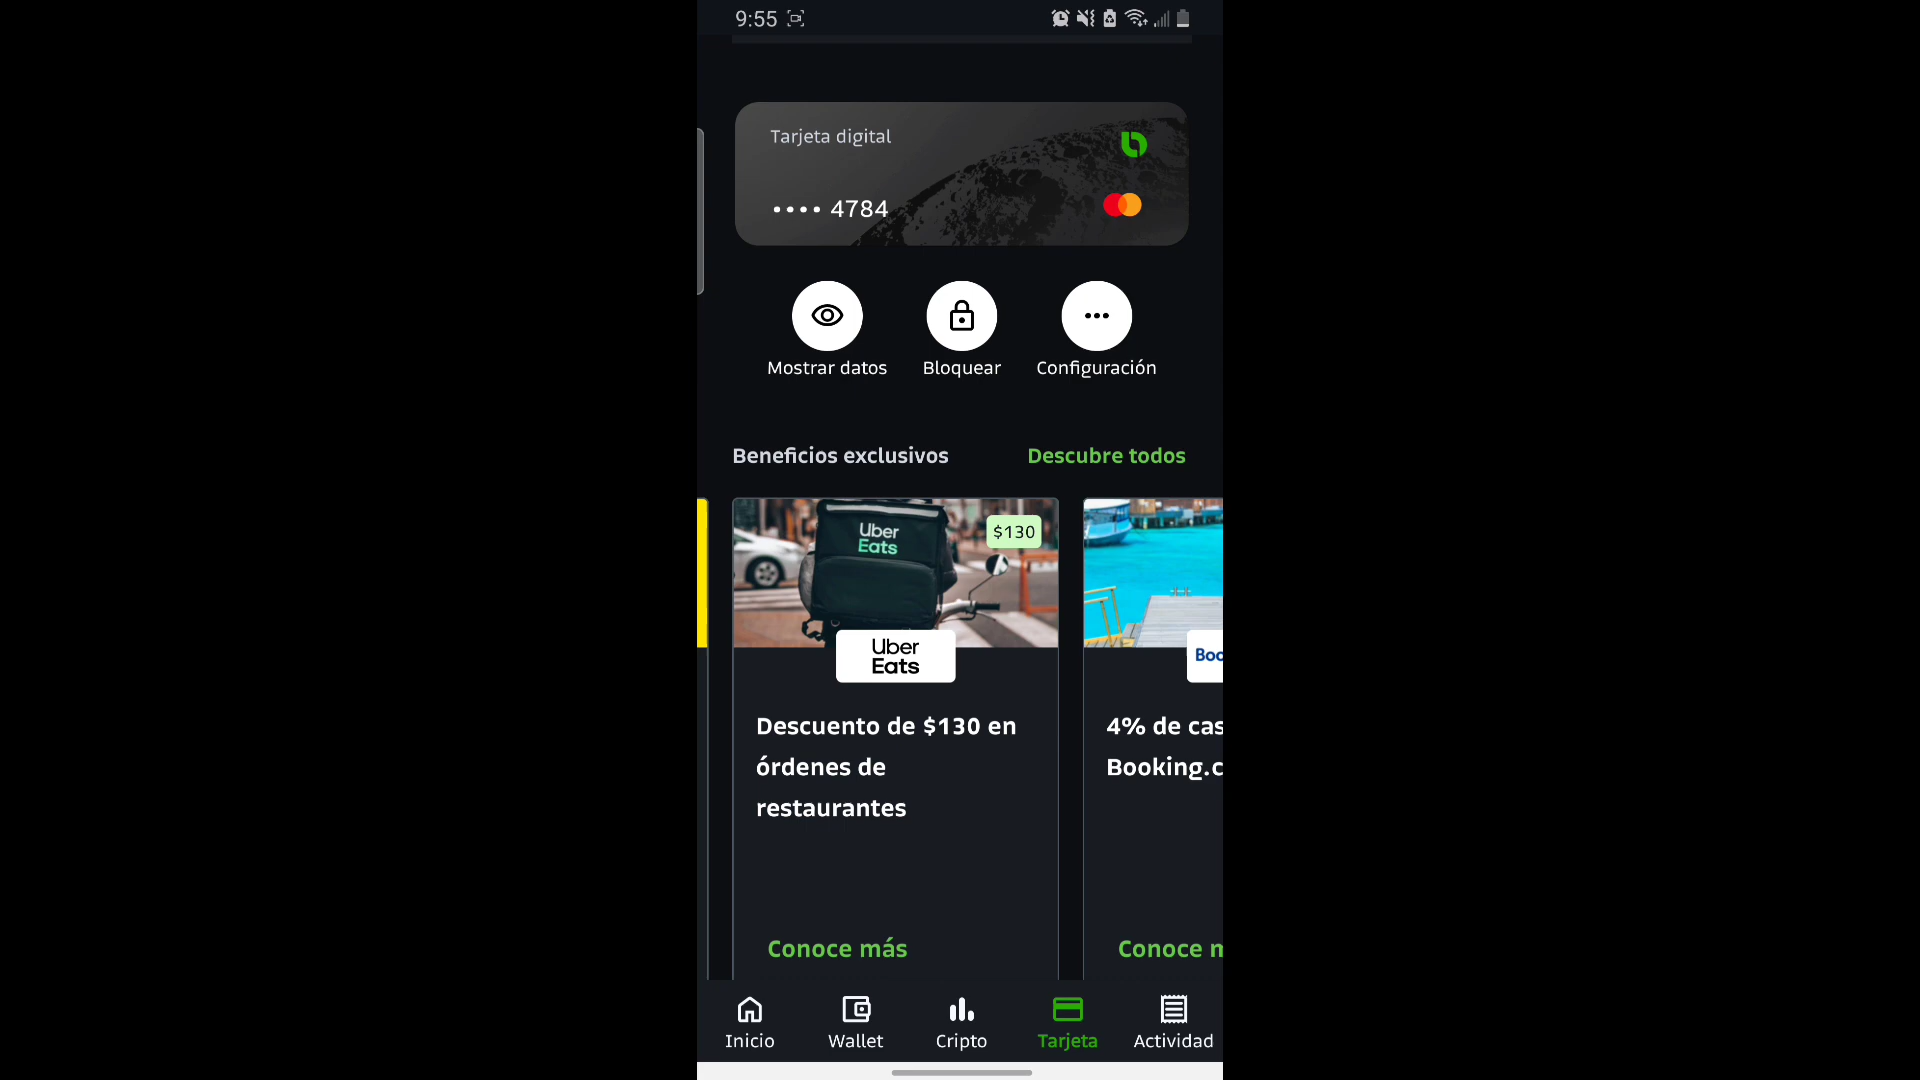 9:55
Tarjeta digital
•••• 4784
Mostrar datos
Bloquear
Configuración
Beneficios exclusivos
Descubre todos
Uber
Eats
$130
Uber
Eats
Boo
Descuento de $130 en
órdenes de
restaurantes
4% de cas
Booking.c
Conoce más
Conoce m
Inicio
Wallet
Cripto
Tarjeta
Actividad